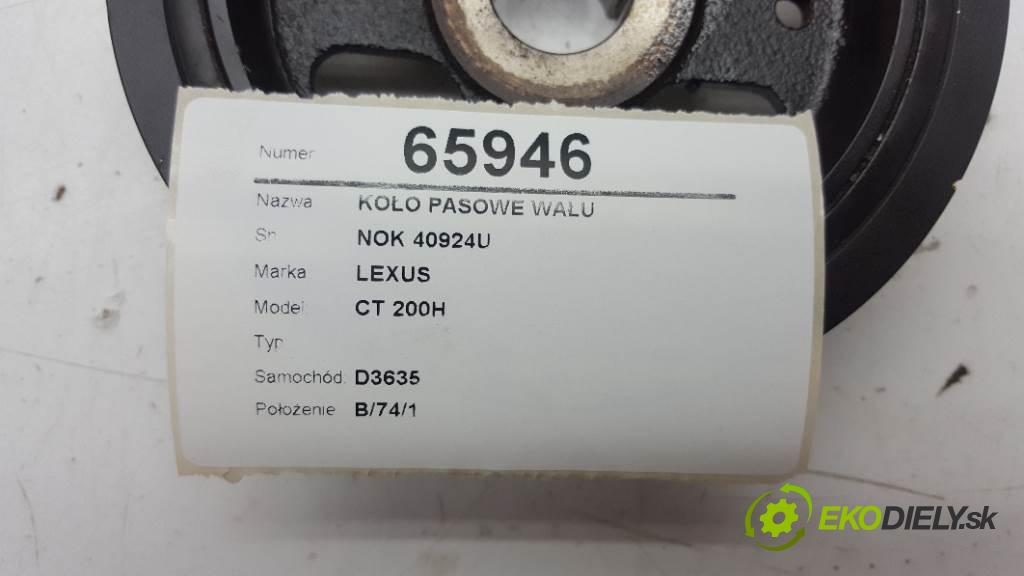 Numer 65946
Nazwa KOŁO PASOWE WAŁU
Sn NOK 40924U
Marka LEXUS
Model CT 200H
Typ
Samochód: D3635
Położenie B/74/1
EKODIELY.sk